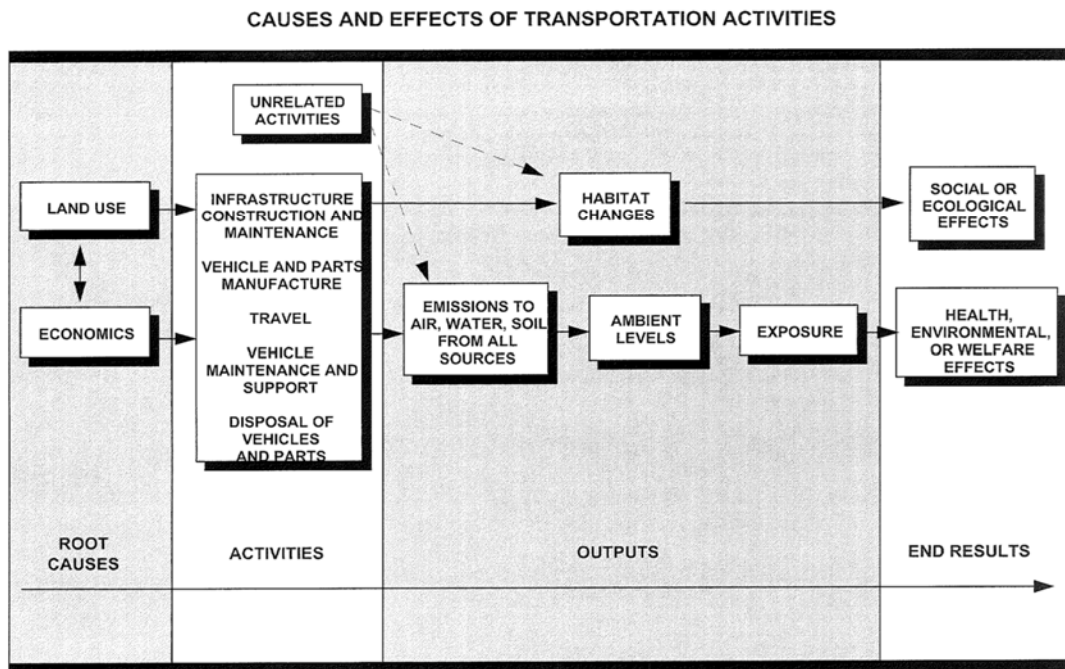 CAUSES AND EFFECTS OF TRANSPORTATION ACTIVITIES
UNRELATED
ACTIVITIES
LAND USE
ECONOMICS
INFRASTRUCTURE
CONSTRUCTION AND
MAINTENANCE
VEHICLE AND PARTS
MANUFACTURE
TRAVEL
VEHICLE
MAINTENANCE AND
SUPPORT
DISPOSAL OF
VEHICLES
AND PARTS
HABITAT
CHANGES
SOCIAL OR
ECOLOGICAL
EFFECTS
EMISSIONS TO
AIR, WATER, SOIL
FROM ALL
SOURCES
AMBIENT
LEVELS
EXPOSURE
HEALTH,
ENVIRONMENTAL,
OR WELFARE
EFFECTS
ROOT
CAUSES
ACTIVITIES
OUTPUTS
END RESULTS